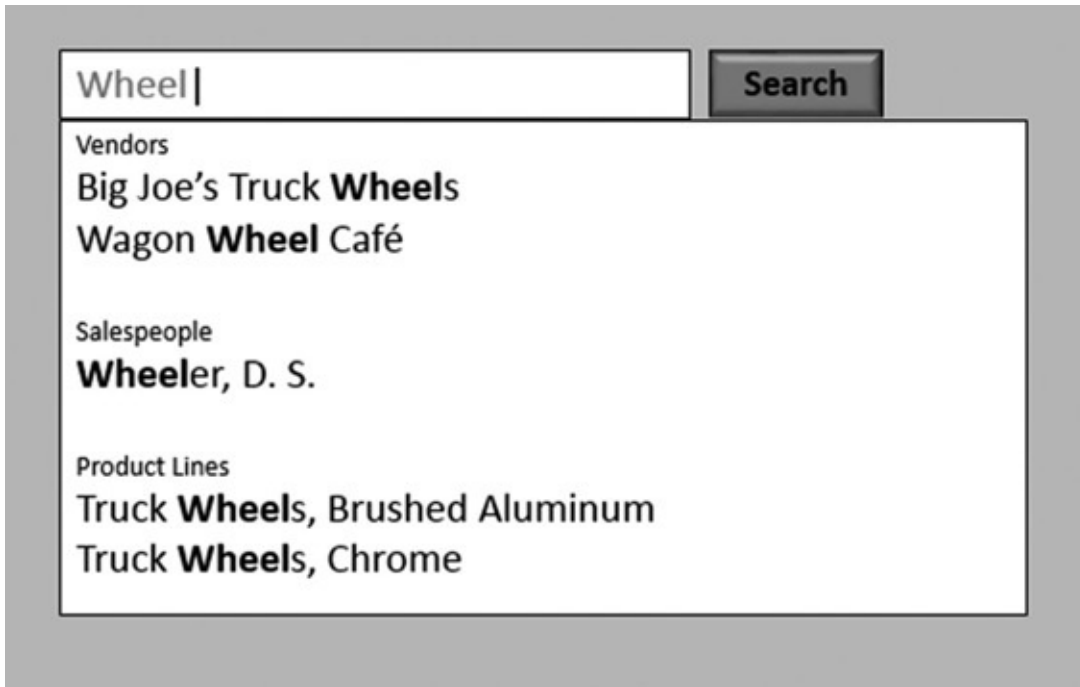 Wheel
Search
Vendors
Big Joe’s Truck Wheels
Wagon Wheel Café
Salespeople
Wheeler, D. S.
Product Lines
Truck Wheels, Brushed Aluminum
Truck Wheels, Chrome